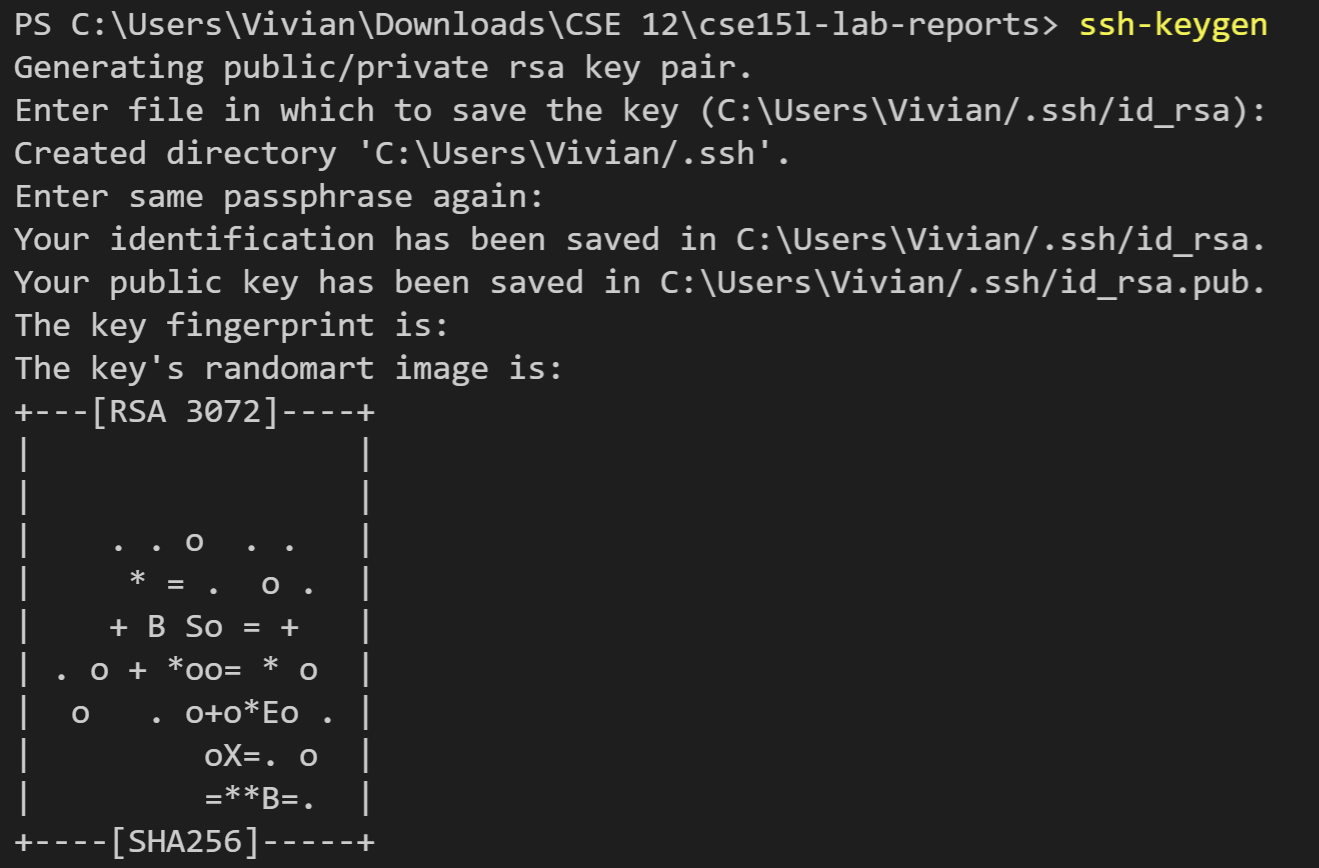 PS C:\Users\Vivian\Downloads\CSE 12\cse15l-lab-reports> ssh-keygen
Generating public/private rsa key pair.
Enter file in which to save the key (C:\Users\Vivian/.ssh/id_rsa):
Created directory 'C:\Users\Vivian/.ssh'.
Enter same passphrase again:
Your identification has been saved in C:\Users\Vivian/.ssh/id_rsa.
Your public key has been saved in C:\Users\Vivian/.ssh/id_rsa.pub.
The key fingerprint is:
The key's randomart image is:
+---[RSA 3072]----+
|                 |
|                 |
|    . . o  . .   |
|     * = .  o .  |
|    + B So = +   |
| . o + *oo= * o  |
|  o   . o+o*Eo . |
|         oX=. o  |
|         =**B=.  |
+----[SHA256]-----+